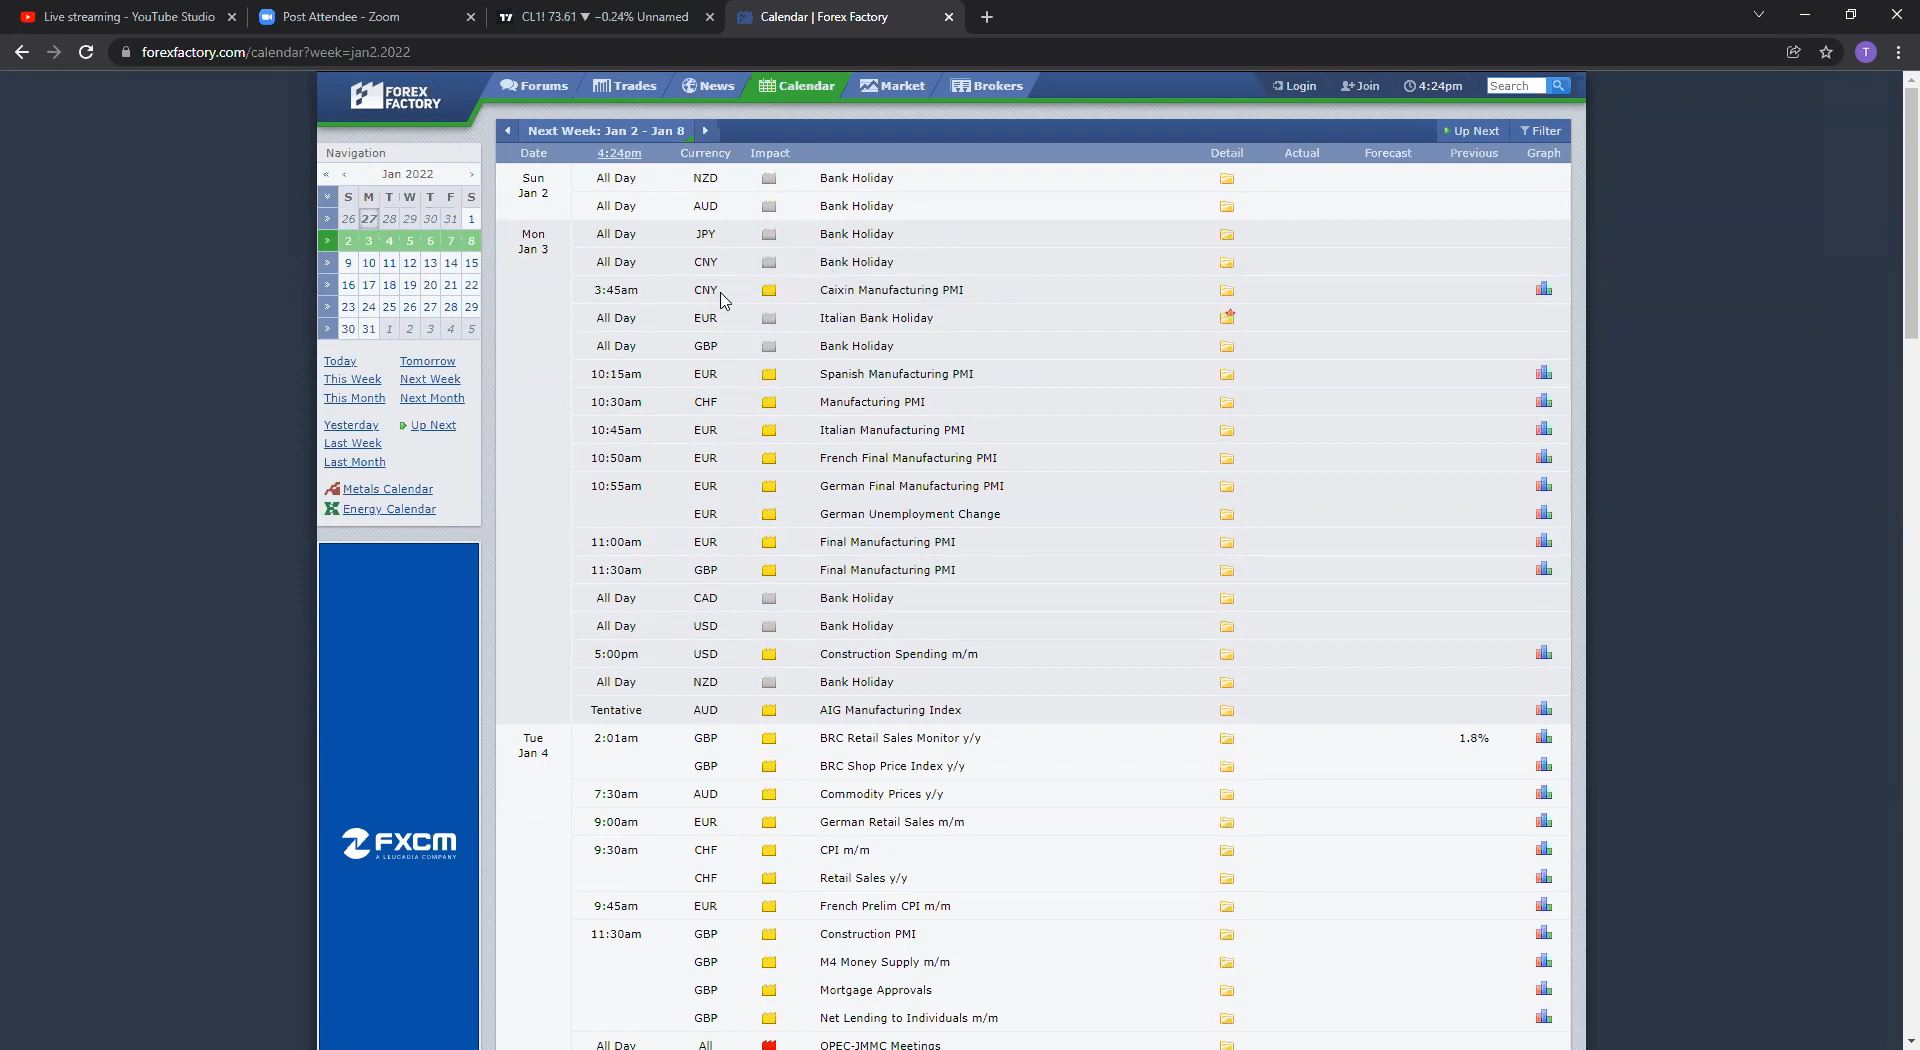 Live streaming - YouTube Studio
Post Attendee - Zoom
CL1! 73.61 ▼ −0.24% Unnamed
Calendar | Forex Factory
forexfactory.com/calendar?week=jan2.2022
T
FOREX FACTORY
Forums Trades News Calendar Market Brokers
Login Join 4:24pm Search
Navigation
« ‹ Jan 2022 ›
S M T W T F S
» 26 27 28 29 30 31 1
» 2 3 4 5 6 7 8
» 9 10 11 12 13 14 15
» 16 17 18 19 20 21 22
» 23 24 25 26 27 28 29
» 30 31 1 2 3 4 5
Today Tomorrow
This Week Next Week
This Month Next Month
Yesterday Up Next
Last Week
Last Month
Metals Calendar
Energy Calendar
FXCM
A LEUCADIA COMPANY
Next Week: Jan 2 - Jan 8 Up Next Filter
Date 4:24pm Currency Impact Detail Actual Forecast Previous Graph
Sun Jan 2 All Day NZD Bank Holiday
All Day AUD Bank Holiday
Mon Jan 3 All Day JPY Bank Holiday
All Day CNY Bank Holiday
3:45am CNY Caixin Manufacturing PMI
All Day EUR Italian Bank Holiday
All Day GBP Bank Holiday
10:15am EUR Spanish Manufacturing PMI
10:30am CHF Manufacturing PMI
10:45am EUR Italian Manufacturing PMI
10:50am EUR French Final Manufacturing PMI
10:55am EUR German Final Manufacturing PMI
EUR German Unemployment Change
11:00am EUR Final Manufacturing PMI
11:30am GBP Final Manufacturing PMI
All Day CAD Bank Holiday
All Day USD Bank Holiday
5:00pm USD Construction Spending m/m
All Day NZD Bank Holiday
Tentative AUD AIG Manufacturing Index
Tue Jan 4 2:01am GBP BRC Retail Sales Monitor y/y 1.8%
GBP BRC Shop Price Index y/y
7:30am AUD Commodity Prices y/y
9:00am EUR German Retail Sales m/m
9:30am CHF CPI m/m
CHF Retail Sales y/y
9:45am EUR French Prelim CPI m/m
11:30am GBP Construction PMI
GBP M4 Money Supply m/m
GBP Mortgage Approvals
GBP Net Lending to Individuals m/m
All Day All OPEC-JMMC Meetings